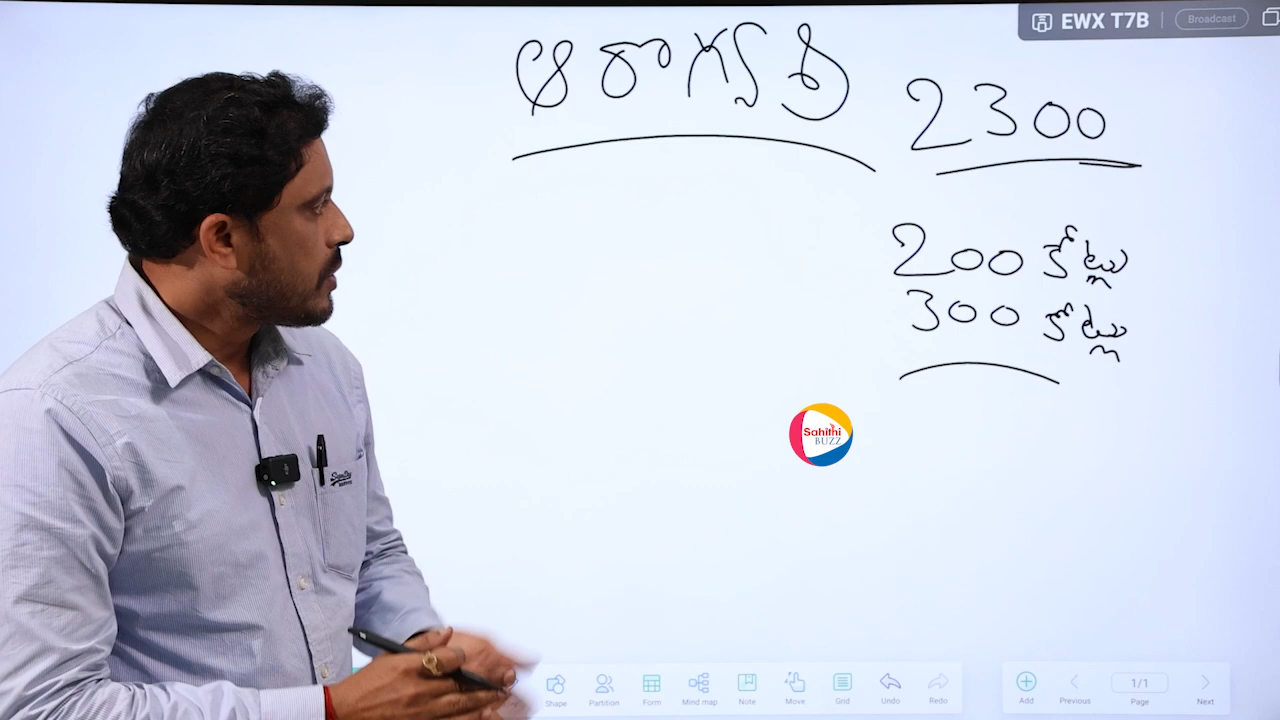 EWX T7B Broadcast
ఆరోగ్యశ్రీ
2300
200 కోట్లు
300 కోట్లు
Sahithi
BUZZ
Superdry
Shape Partition Form Mind map Note Move Grid Undo Redo
Add Previous 1/1 Page Next